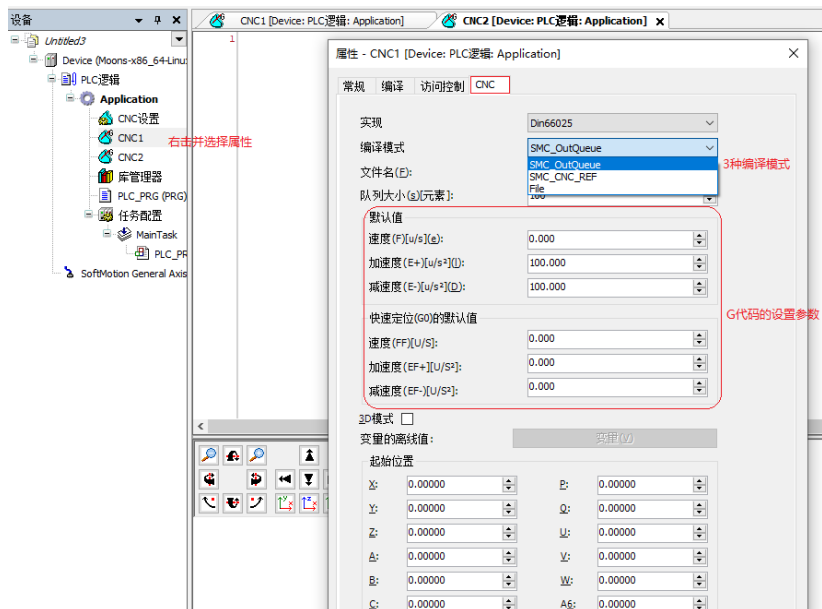 设备
CNC1 [Device: PLC逻辑: Application]
CNC2 [Device: PLC逻辑: Application]
Untitled3
Device (Moons-x86_64-Linu
PLC逻辑
Application
CNC设置
CNC1
右击并选择属性
CNC2
库管理器
PLC_PRG (PRG)
任务配置
MainTask
PLC_PR
SoftMotion General Axis
1
属性 - CNC1 [Device: PLC逻辑: Application]
常规 编译 访问控制 CNC
实现 Din66025
编译模式 SMC_OutQueue
SMC_OutQueue
3种编译模式
SMC_CNC_REF
文件名(F):
File
队列大小(s)[元素]: 100
默认值
速度(F)[u/s](e): 0.000
加速度(E+)[u/s²](l): 100.000
减速度(E-)[u/s²](D): 100.000
G代码的设置参数
快速定位(G0)的默认值
速度(FF)[U/S]: 0.000
加速度(EF+][U/S²]: 0.000
减速度(EF-)[U/S²]: 0.000
3D模式
变量的离线值: 变里(V)
起始位置
X: 0.00000 P: 0.00000
Y: 0.00000 Q: 0.00000
Z: 0.00000 U: 0.00000
A: 0.00000 V: 0.00000
B: 0.00000 W: 0.00000
C: 0.00000 A6: 0.00000